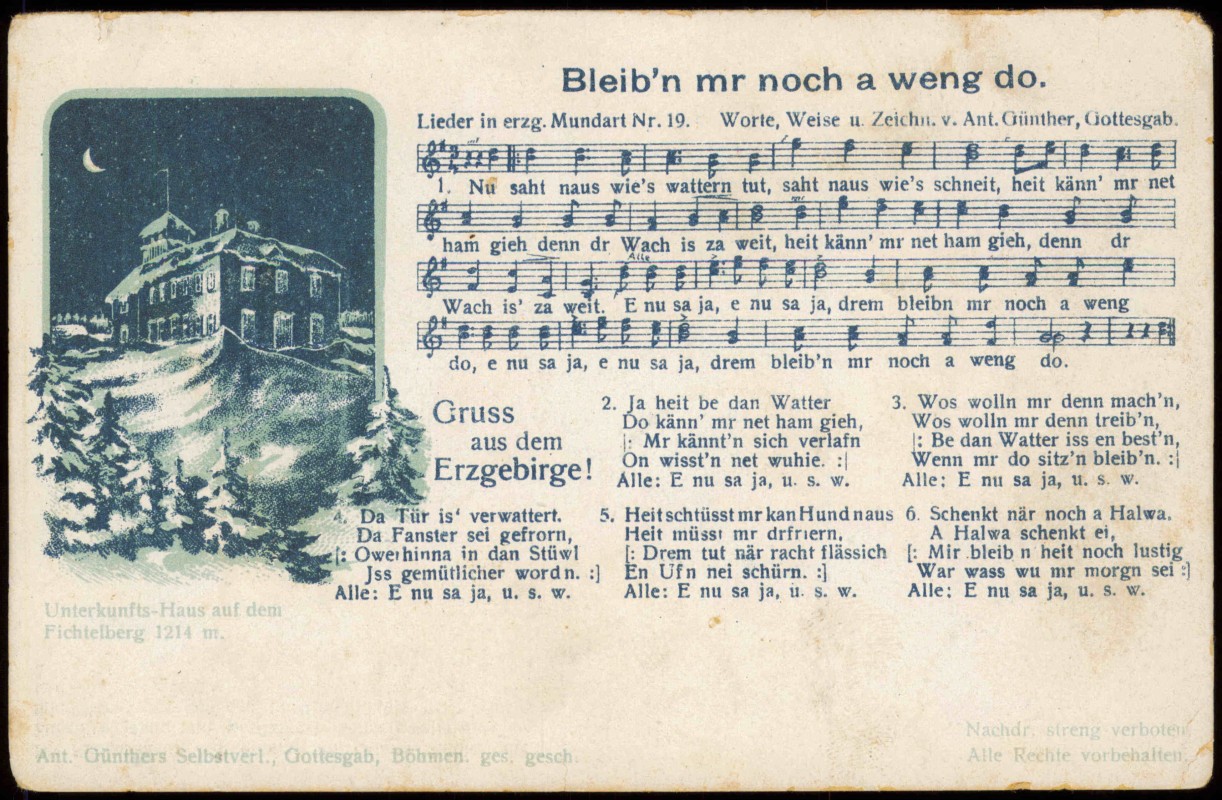 Bleib'n mr noch a weng do.
Lieder in erzg. Mundart Nr. 19. Worte, Weise u. Zeichn. v. Ant. Günther, Gottesgab.
1. Nu saht naus wie's wattern tut, saht naus wie's schneit, heit känn' mr net
ham gieh denn dr Wach is za weit, heit känn' mr net ham gieh, denn dr
Alle
Wach is' za weit. E nu sa ja, e nu sa ja, drem bleibn mr noch a weng
do, e nu sa ja, e nu sa ja, drem bleib'n mr noch a weng do.
Gruss
aus dem
Erzgebirge!
2. Ja heit be dan Watter
Do känn' mr net ham gieh,
|: Mr kännt'n sich verlafn
On wisst'n net wuhie. :|
Alle: E nu sa ja, u. s. w.
3. Wos wolln mr denn mach'n,
Wos wolln mr denn treib'n,
|: Be dan Watter iss en best'n,
Wenn mr do sitz'n bleib'n. :|
Alle: E nu sa ja, u. s. w.
4. Da Tür is' verwattert.
Da Fanster sei gefrorn,
[: Owerhinna in dan Stüwl
Jss gemütlicher wordn. :]
Alle: E nu sa ja, u. s. w.
5. Heit schtüsst mr kan Hund naus
Heit müsst mr drfriern,
[: Drem tut när racht flässich
En Ufn nei schürn. :]
Alle: E nu sa ja, u. s. w.
6. Schenkt när noch a Halwa.
A Halwa schenkt ei,
[: Mir bleib n heit noch lustig
War wass wu mr morgn sei :]
Alle: E nu sa ja, u. s. w.
Unterkunfts-Haus auf dem
Fichtelberg 1214 m.
Ant. Günthers Selbstverl., Gottesgab, Böhmen. ges. gesch.
Nachdr. streng verboten.
Alle Rechte vorbehalten.